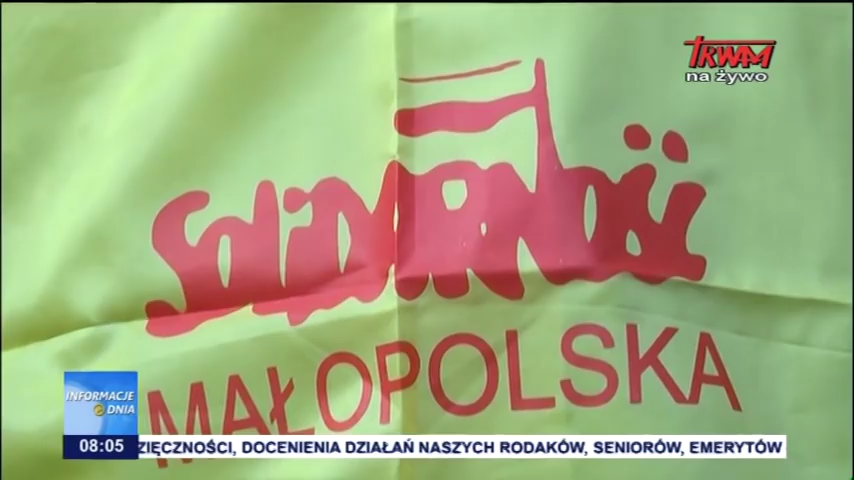 TRWAM
na żywo
SOLIDARNOŚĆ
MAŁOPOLSKA
INFORMACJE
DNIA
08:05
ZIĘCZNOŚCI, DOCENIENIA DZIAŁAŃ NASZYCH RODAKÓW, SENIORÓW, EMERYTÓW